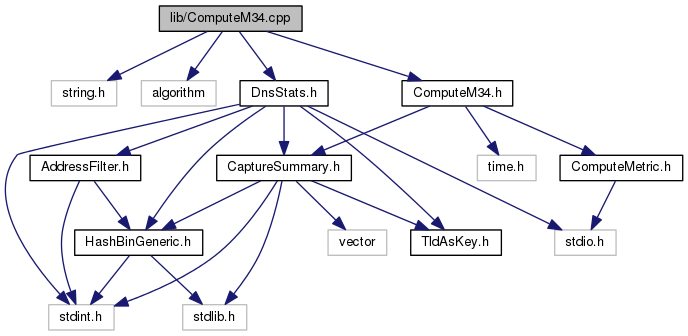 lib/ComputeM34.cpp
string.h
algorithm
DnsStats.h
ComputeM34.h
AddressFilter.h
CaptureSummary.h
time.h
ComputeMetric.h
HashBinGeneric.h
vector
TldAsKey.h
stdio.h
stdint.h
stdlib.h